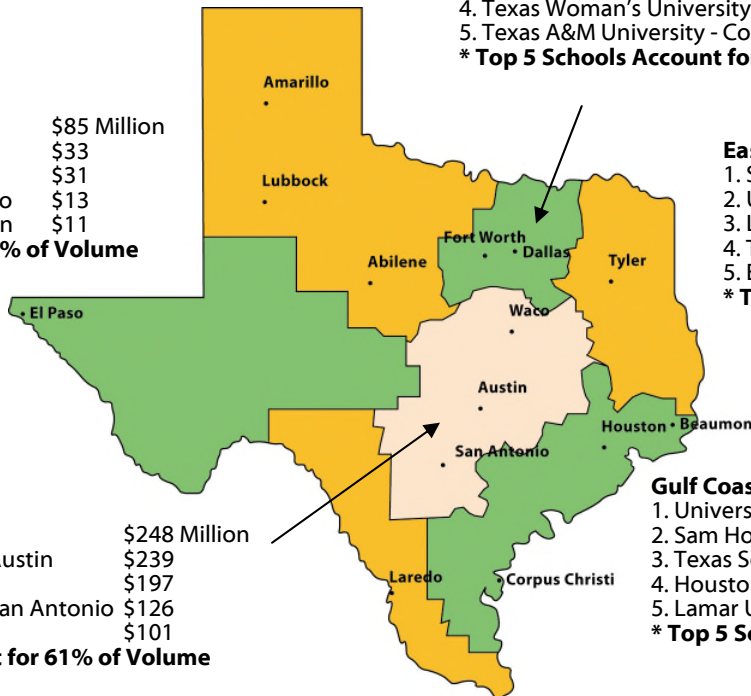 4. Texas Woman's University
5. Texas A&M University - Co
* Top 5 Schools Account for
$85 Million
$33
$31
o $13
n $11
% of Volume
Amarillo
Lubbock
Abilene
Fort Worth
Dallas
Tyler
El Paso
Waco
Austin
San Antonio
Houston
Beaumon
Laredo
Corpus Christi
Eas
1. S
2. U
3. L
4. T
5. E
* T
$248 Million
ustin $239
$197
an Antonio $126
$101
t for 61% of Volume
Gulf Coas
1. Univers
2. Sam Ho
3. Texas So
4. Housto
5. Lamar U
* Top 5 Sc